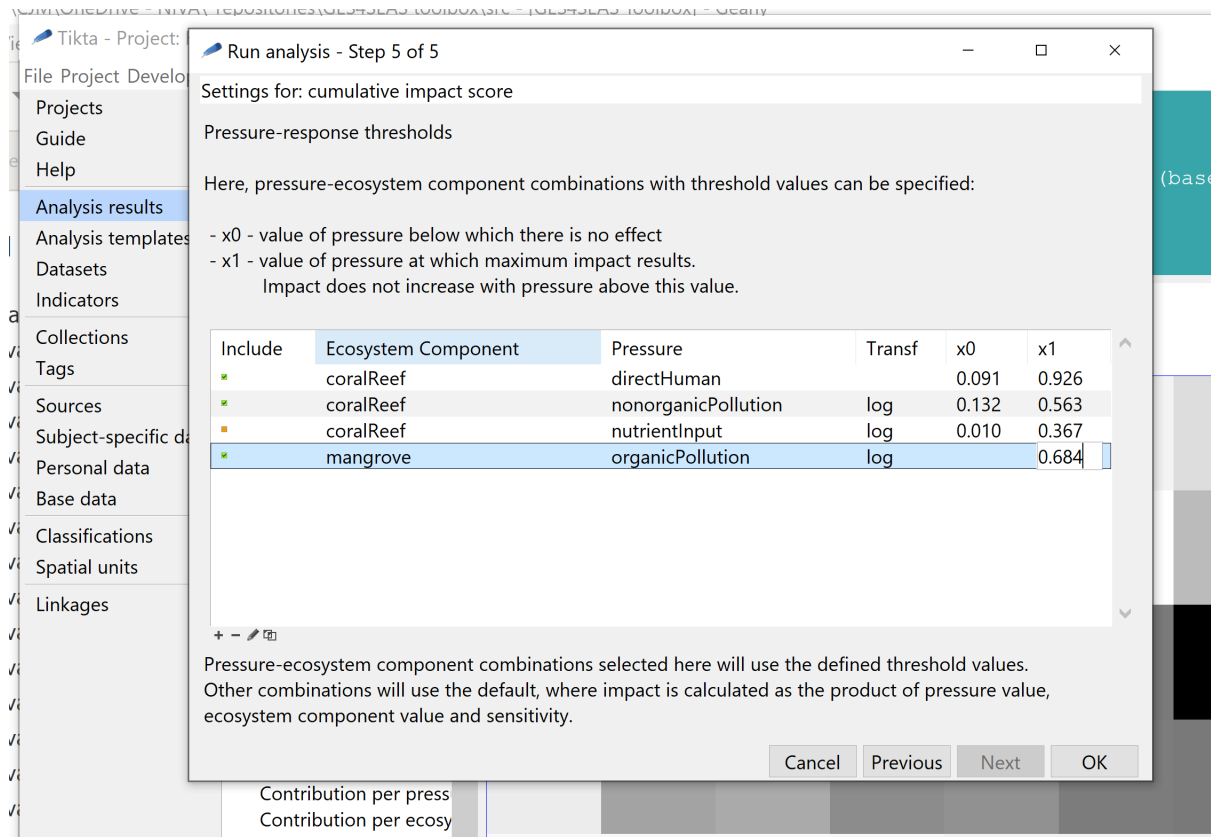 GES4SEAS toolbox\src - [GES4SEAS Toolbox] - Geany
Tikta - Project:
Run analysis - Step 5 of 5
File Project
Settings for: cumulative impact score
Projects
Guide
Help
Analysis results
Analysis templates
Datasets
Indicators
Collections
Tags
Sources
Subject-specific
Personal data
Base data
Classifications
Spatial units
Linkages
Pressure-response thresholds
Here, pressure-ecosystem component combinations with threshold values can be specified:
- x0 - value of pressure below which there is no effect
- x1 - value of pressure at which maximum impact results.
Impact does not increase with pressure above this value.
Include Ecosystem Component Pressure Transf x0 x1
coralReef directHuman 0.091 0.926
coralReef nonorganicPollution log 0.132 0.563
coralReef nutrientInput log 0.010 0.367
mangrove organicPollution log 0.684
Pressure-ecosystem component combinations selected here will use the defined threshold values.
Other combinations will use the default, where impact is calculated as the product of pressure value,
ecosystem component value and sensitivity.
Cancel Previous Next OK
(base
Contribution per press
Contribution per ecosy